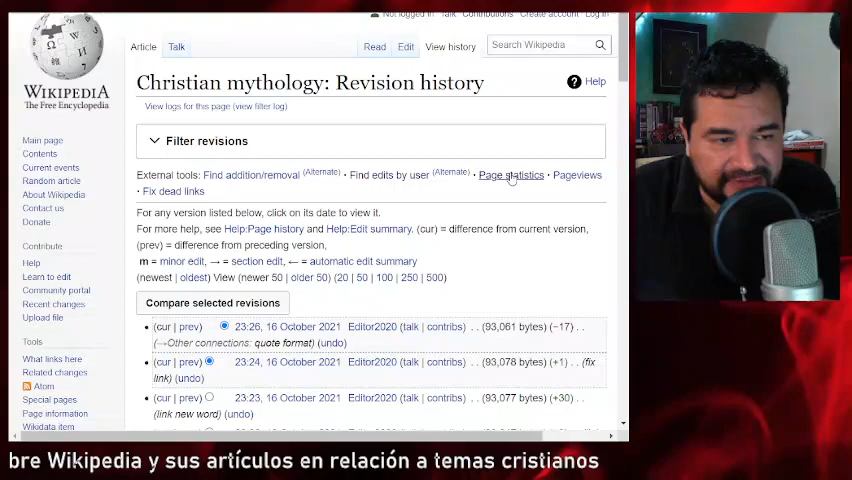 Not logged in Talk Contributions Create account Log in
WIKIPEDIA
The Free Encyclopedia
Article Talk Read Edit View history Search Wikipedia
Christian mythology: Revision history
Help
View logs for this page (view filter log)
Filter revisions
External tools: Find addition/removal (Alternate) · Find edits by user (Alternate) · Page statistics · Pageviews
· Fix dead links
For any version listed below, click on its date to view it.
For more help, see Help:Page history and Help:Edit summary. (cur) = difference from current version,
(prev) = difference from preceding version,
m = minor edit, → = section edit, ← = automatic edit summary
(newest | oldest) View (newer 50 | older 50) (20 | 50 | 100 | 250 | 500)
Compare selected revisions
(cur | prev) 23:26, 16 October 2021 Editor2020 (talk | contribs) . . (93,061 bytes) (−17) . .
(→Other connections: quote format) (undo)
(cur | prev) 23:24, 16 October 2021 Editor2020 (talk | contribs) . . (93,078 bytes) (+1) . . (fix
link) (undo)
(cur | prev) 23:23, 16 October 2021 Editor2020 (talk | contribs) . . (93,077 bytes) (+30) . .
(link new word) (undo)
Main page
Contents
Current events
Random article
About Wikipedia
Contact us
Donate
Contribute
Help
Learn to edit
Community portal
Recent changes
Upload file
Tools
What links here
Related changes
Atom
Special pages
Page information
Wikidata item
bre Wikipedia y sus artículos en relación a temas cristianos